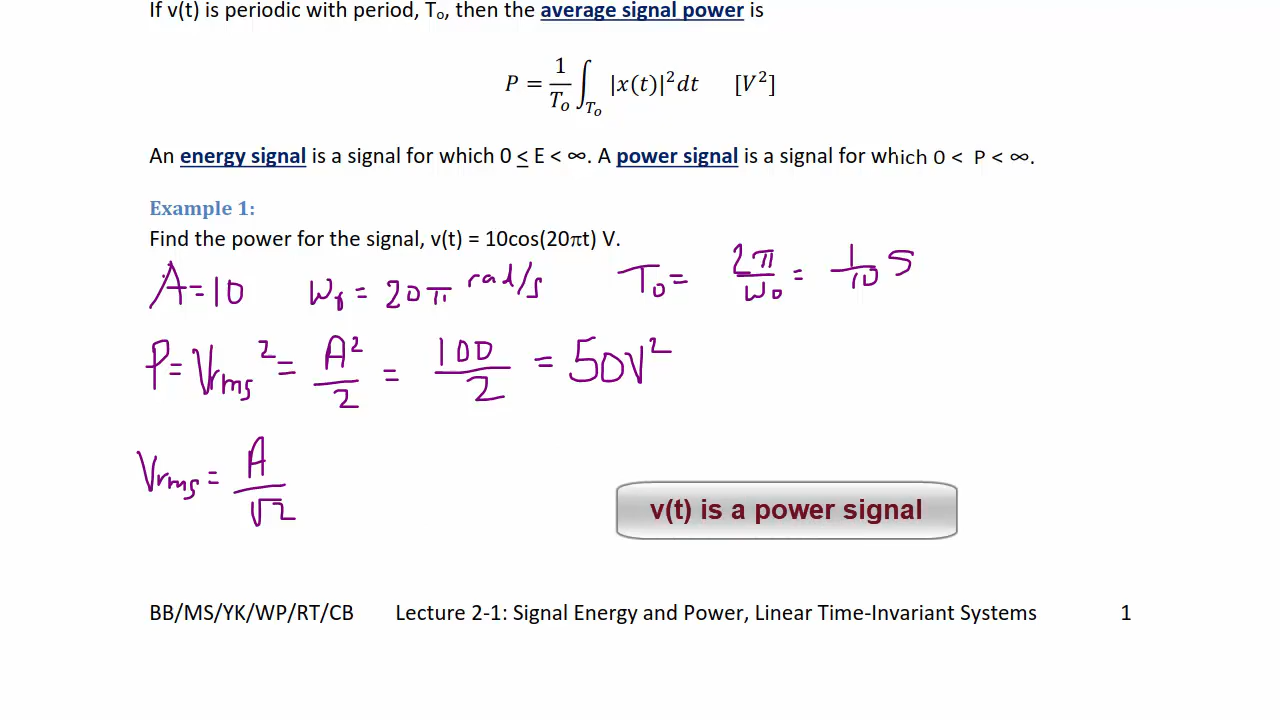 If v(t) is periodic with period, Tₒ, then the average signal power is
P = 1/Tₒ ∫_Tₒ |x(t)|² dt [V²]
An energy signal is a signal for which 0 ≤ E < ∞. A power signal is a signal for which 0 < P < ∞.
Example 1:
Find the power for the signal, v(t) = 10cos(20πt) V.
A = 10 ω₀ = 20π rad/s T₀ = 2π/ω₀ = 1/10 s
P = Vrms² = A²/2 = 100/2 = 50V²
Vrms = A/√2
v(t) is a power signal
BB/MS/YK/WP/RT/CB Lecture 2-1: Signal Energy and Power, Linear Time-Invariant Systems 1